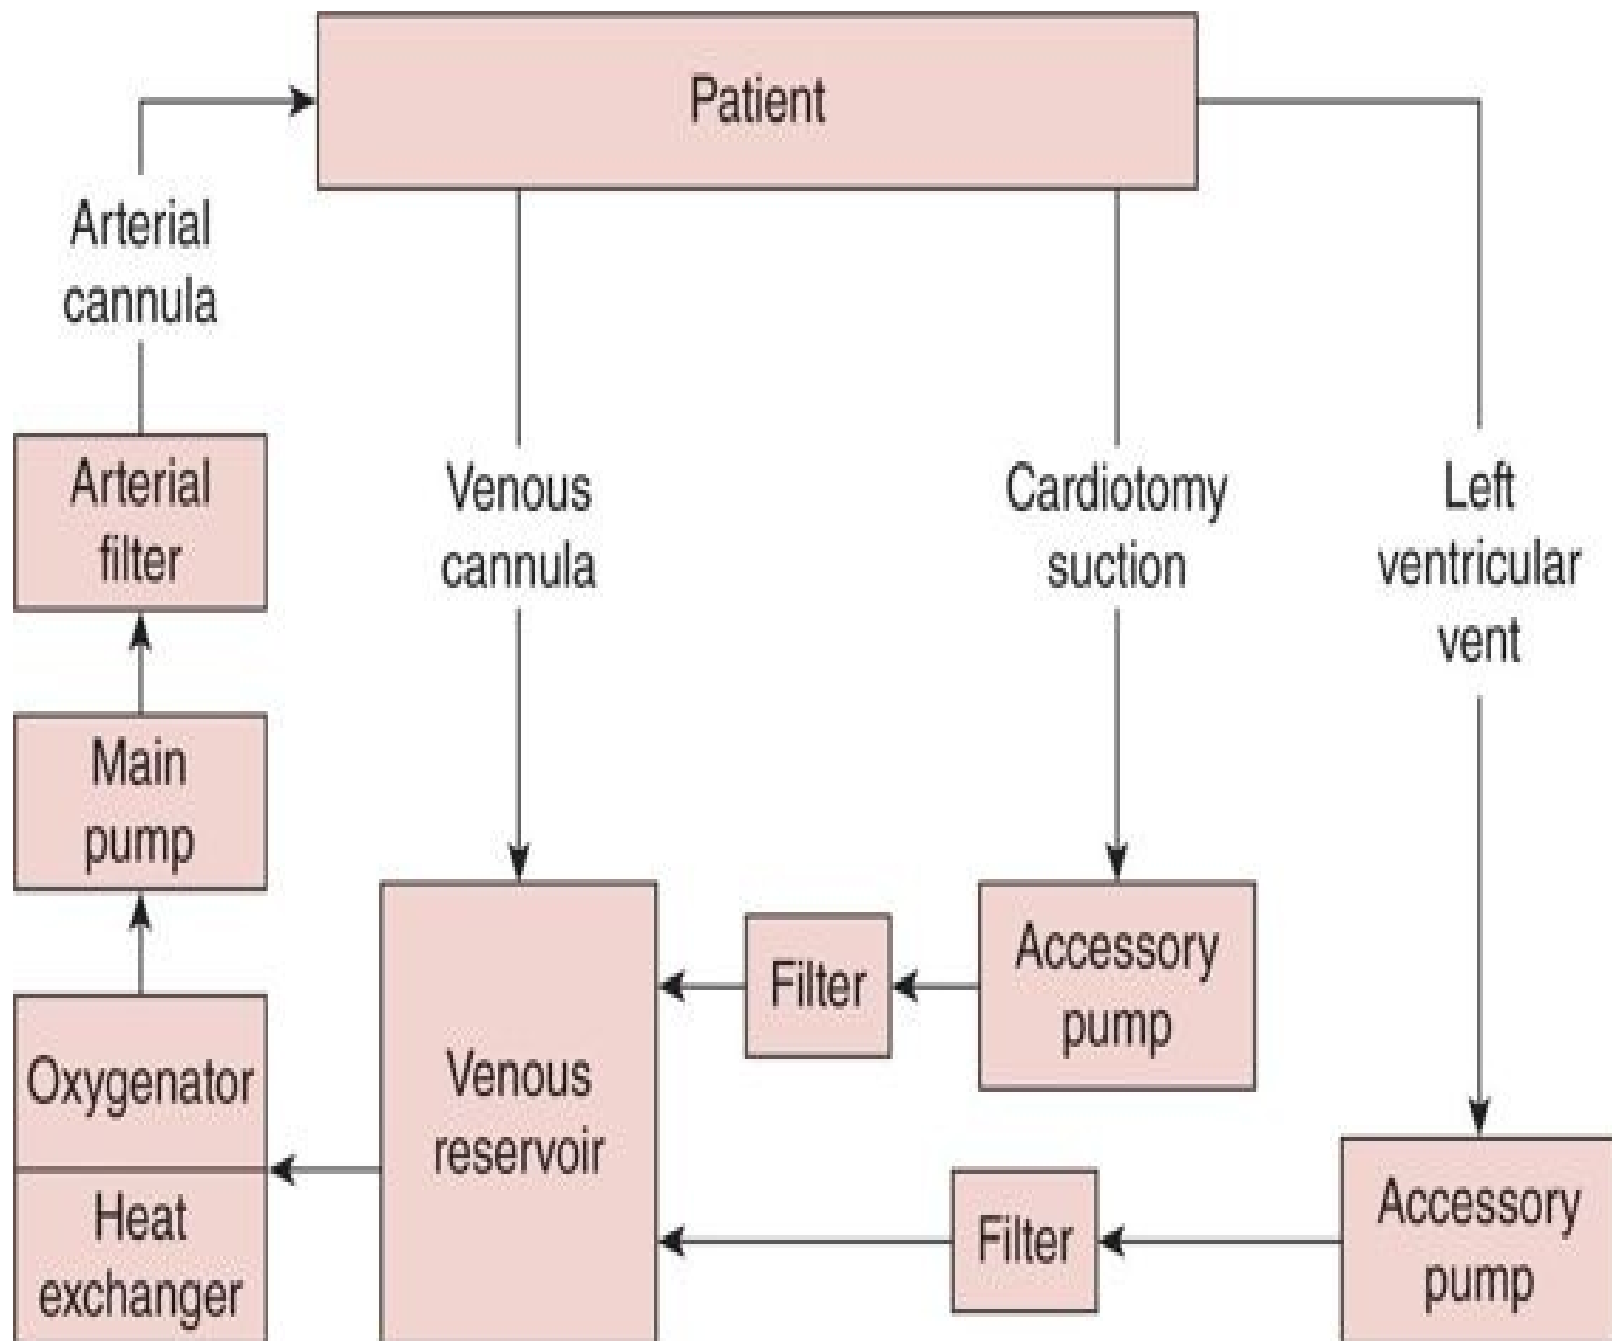 Patient
Arterial
cannula
Arterial
filter
Main
pump
Oxygenator
Heat
exchanger
Venous
cannula
Venous
reservoir
Cardiotomy
suction
Accessory
pump
Filter
Left
ventricular
vent
Accessory
pump
Filter